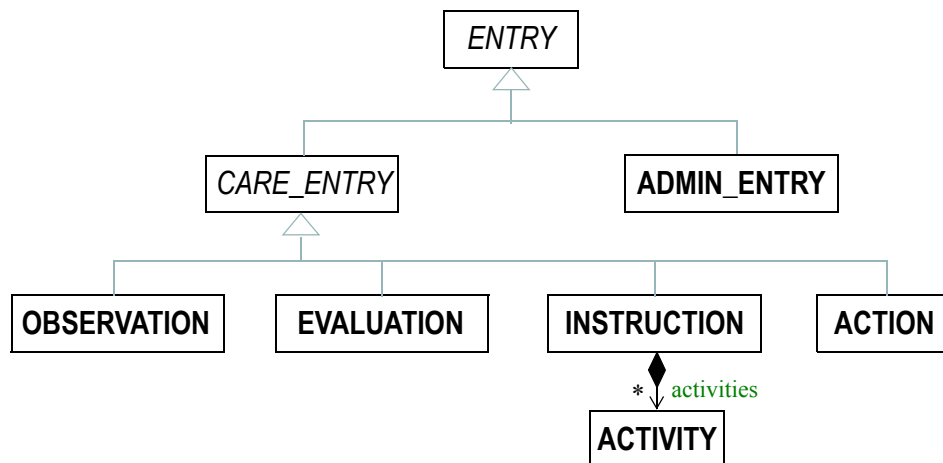 ENTRY
CARE_ENTRY
ADMIN_ENTRY
OBSERVATION
EVALUATION
INSTRUCTION
ACTION
* activities
ACTIVITY